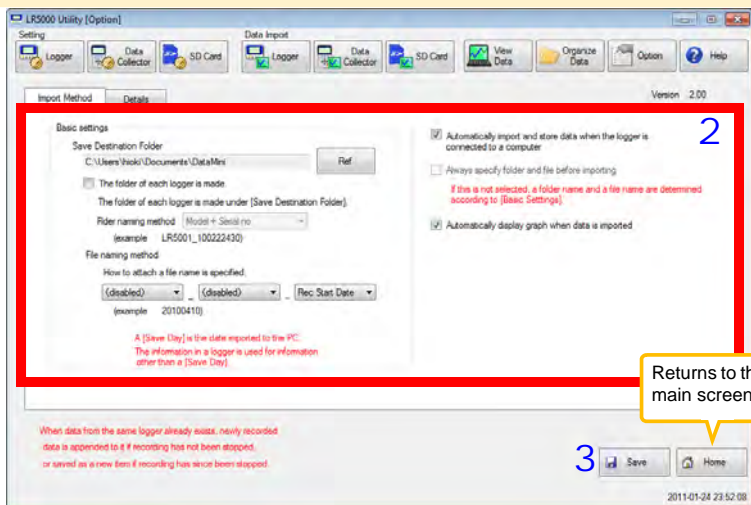 LR5000 Utility [Option]
Setting
Data Import
Logger
Data Collector
SD Card
Logger
Data Collector
SD Card
View Data
Organize Data
Option
Help
Import Method
Details
Version 2.00
Basic settings
Save Destination Folder
C:\Users\hioki\Documents\DataMini
Ref
The folder of each logger is made
The folder of each logger is made under [Save Destination Folder].
Flder naming method
Model + Serial no
(example LR5001_100222430)
File naming method
How to attach a file name is specified.
(disabled) _ (disabled) _ Rec Start Date
(example 20100410)
A [Save Day] is the date imported to the PC.
The information in a logger is used for information
other than a [Save Day].
2
Automatically import and store data when the logger is
connected to a computer
Always specify folder and file before importing
If this is not selected, a folder name and a file name are determined
according to [Basic Settings].
Automatically display graph when data is imported
Returns to th
main screen
When data from the same logger already exists, newly recorded
data is appended to it if recording has not been stopped,
or saved as a new item if recording has since been stopped.
3
Save
Home
2011-01-24 23:52:08